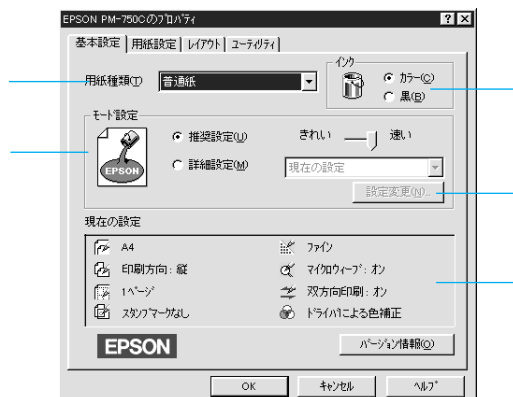 EPSON PM-750Cのプロパティ
基本設定 用紙設定 レイアウト ユーティリティ
用紙種類(T) 普通紙
インク
カラー(C)
黒(B)
モード設定
EPSON
推奨設定(U)
きれい 速い
詳細設定(M)
現在の設定
設定変更(N)...
現在の設定
A4
ファイン
印刷方向:縦
マイクロウィーブ:オン
1ページ
双方向印刷:オン
スタンプマークなし
ドライバによる色補正
EPSON
バージョン情報(O)
OK キャンセル ヘルプ